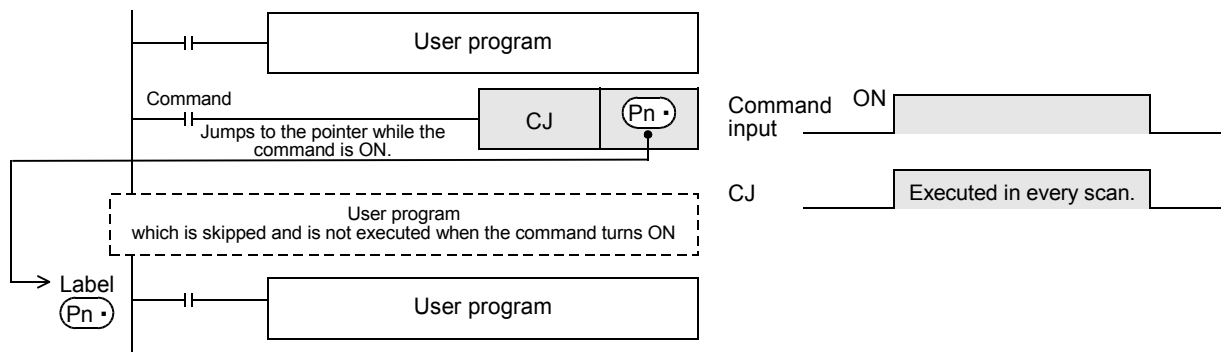 User program
Command
CJ
Pn •
Jumps to the pointer while the
command is ON.
User program
which is skipped and is not executed when the command turns ON
Label
Pn •
User program
Command
input
ON
CJ
Executed in every scan.